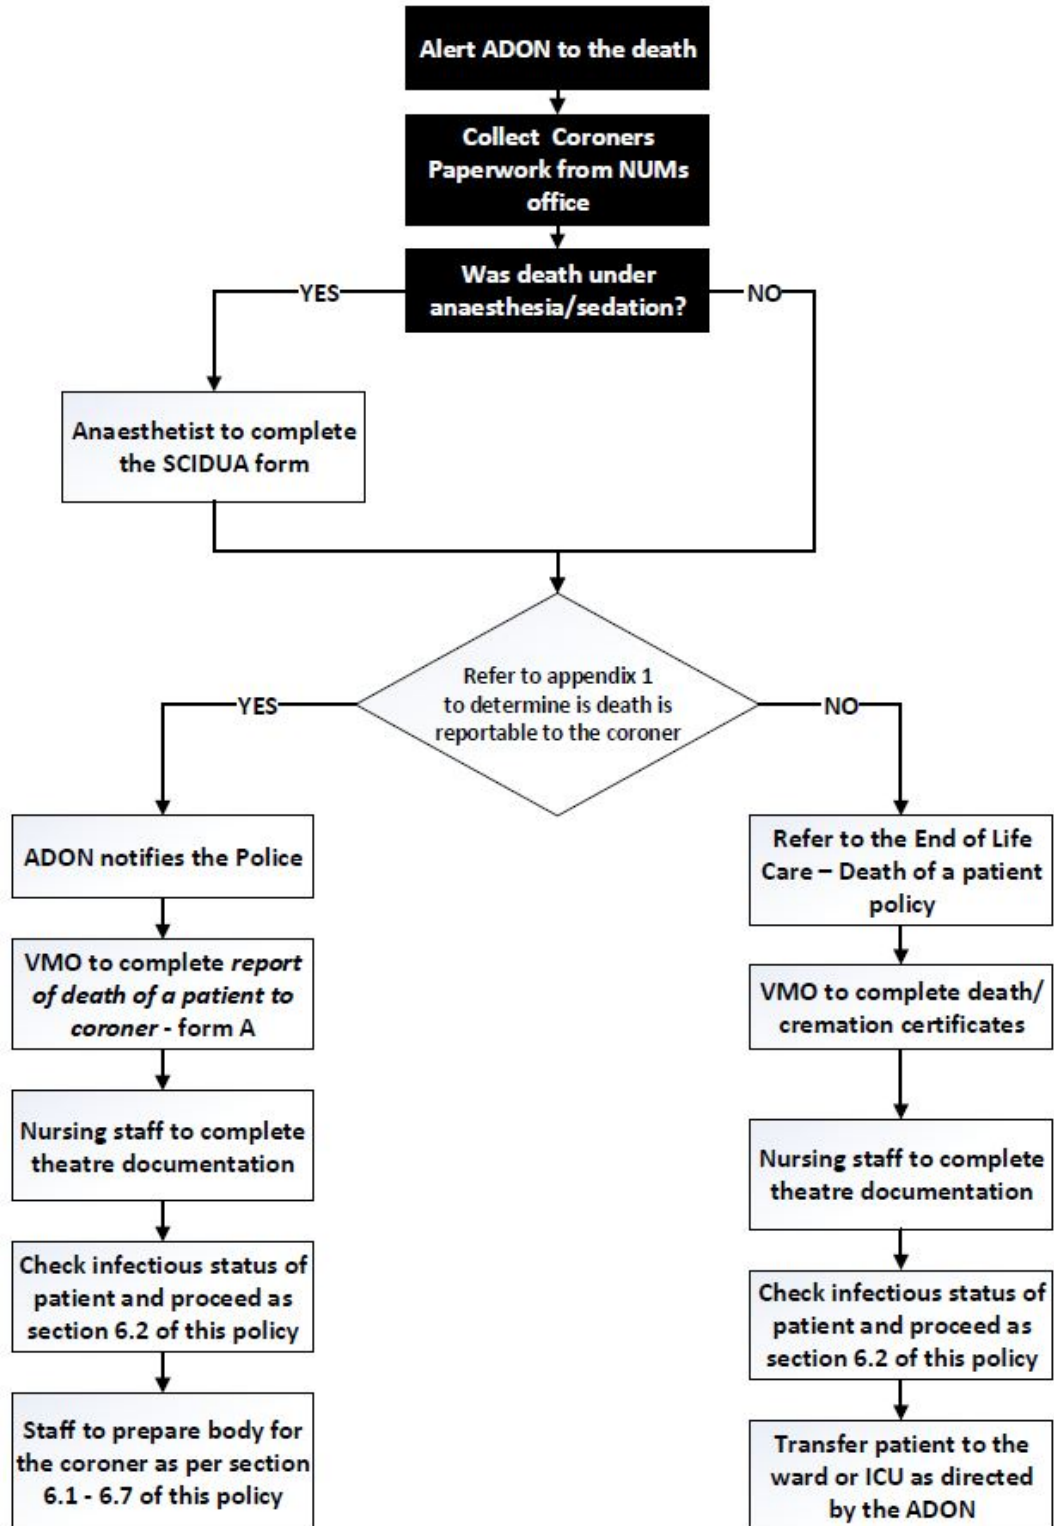 Alert ADON to the death
Collect Coroners
Paperwork from NUMs
office
Was death under
anaesthesia/sedation?
YES
NO
Anaesthetist to complete
the SCIDUA form
Refer to appendix 1
to determine is death is
reportable to the coroner
YES
NO
ADON notifies the Police
VMO to complete report
of death of a patient to
coroner - form A
Nursing staff to complete
theatre documentation
Check infectious status of
patient and proceed as
section 6.2 of this policy
Staff to prepare body for
the coroner as per section
6.1 - 6.7 of this policy
Refer to the End of Life
Care – Death of a patient
policy
VMO to complete death/
cremation certificates
Nursing staff to complete
theatre documentation
Check infectious status of
patient and proceed as
section 6.2 of this policy
Transfer patient to the
ward or ICU as directed
by the ADON